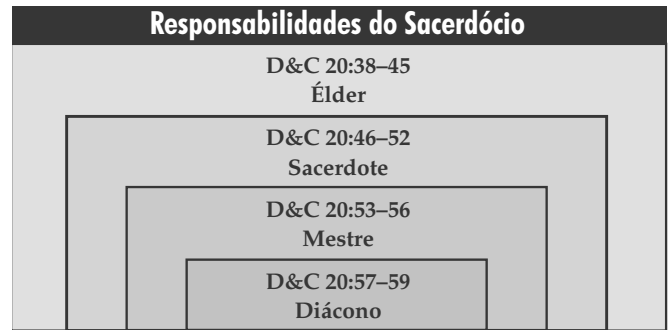 Responsabilidades do Sacerdócio
D&C 20:38–45
Élder
D&C 20:46–52
Sacerdote
D&C 20:53–56
Mestre
D&C 20:57–59
Diácono